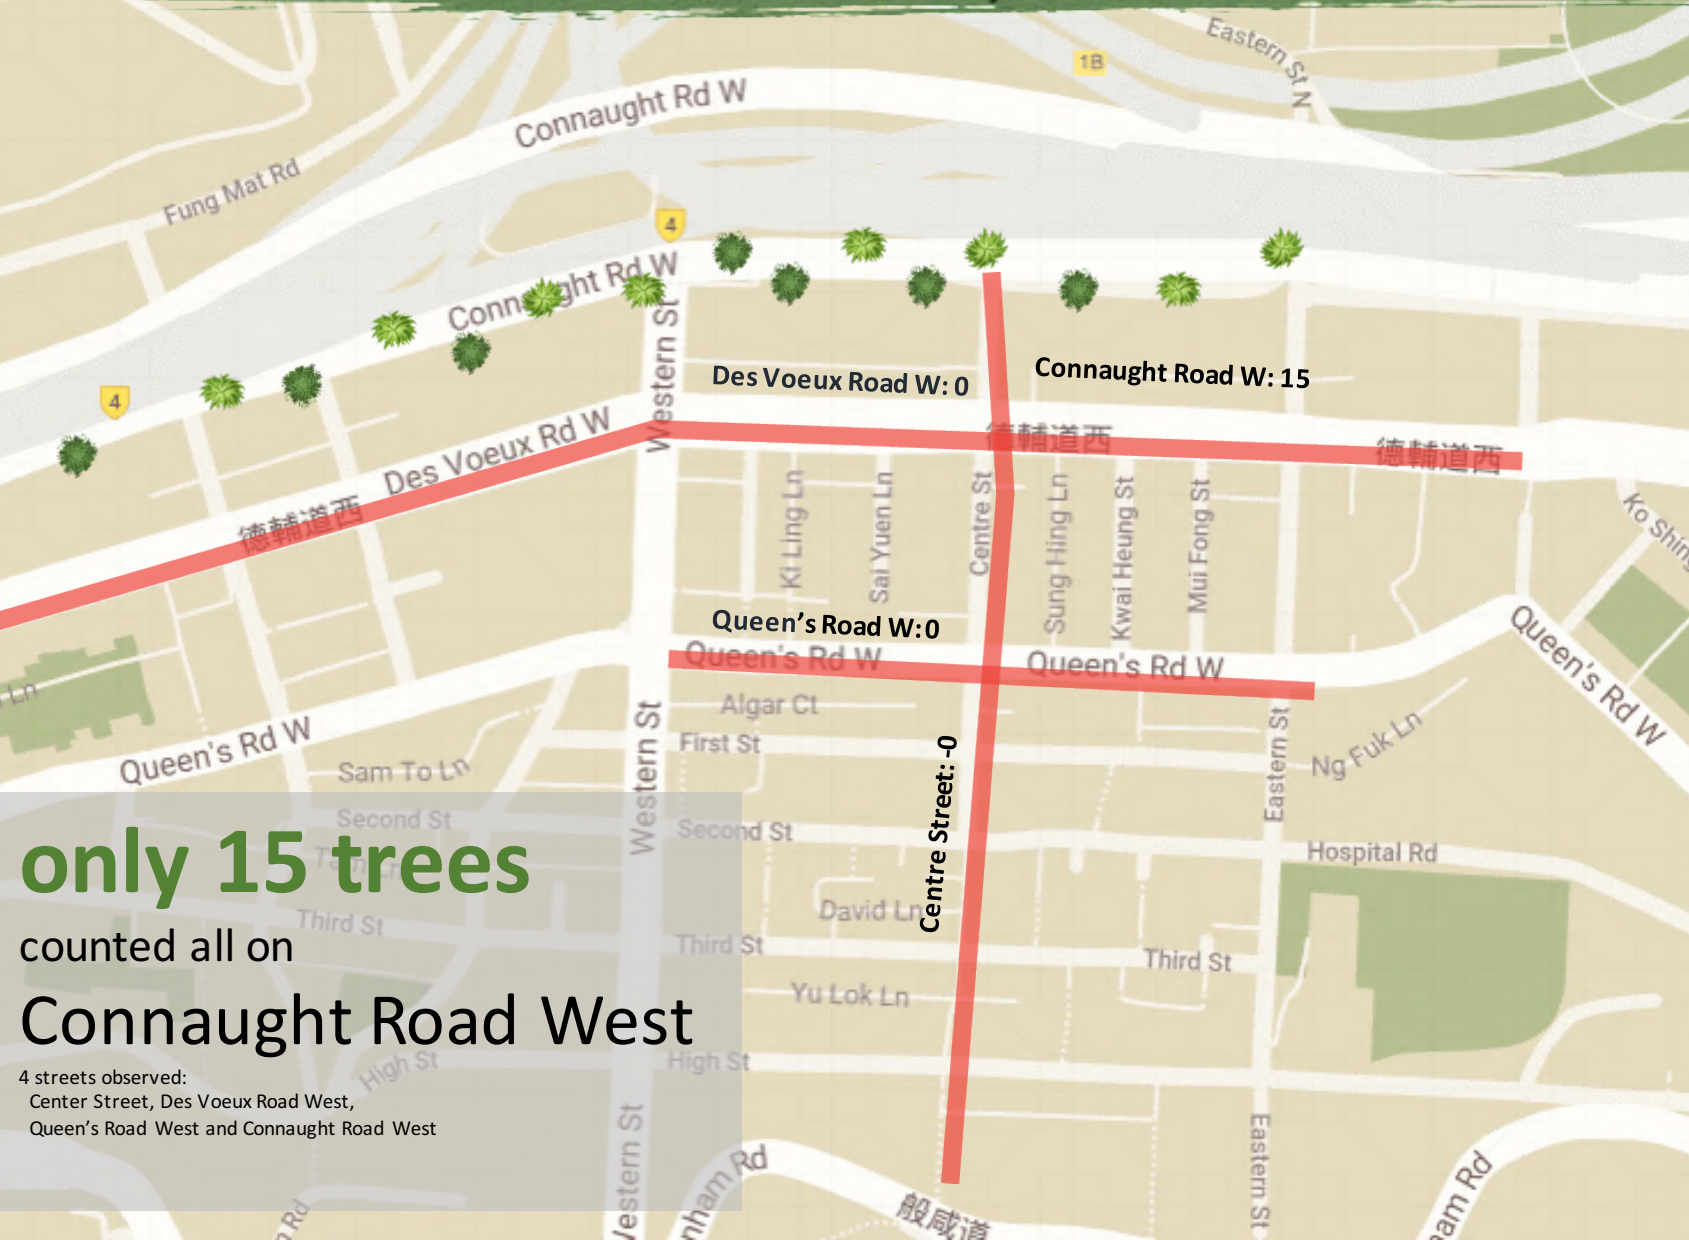 Eastern St N
1B
Connaught Rd W
Fung Mat Rd
4
Connaught Rd W
4
Western St
Des Voeux Road W: 0
Connaught Road W: 15
Des Voeux Rd W
德輔道西
德輔道西
德輔道西
Ki Ling Ln
Sai Yuen Ln
Centre St
Sung Hing Ln
Kwai Heung St
Mui Fong St
Ko Shing
Queen's Road W:0
Queen's Rd W
Queen's Rd W
Queen's Rd W
Ln
Queen's Rd W
Algar Ct
First St
Western St
Eastern St
Ng Fuk Ln
Sam To Ln
Centre Street: -0
Second St
Second St
Hospital Rd
only 15 trees
David Ln
Third St
counted all on
Third St
Third St
Yu Lok Ln
Connaught Road West
High St
High St
4 streets observed:
Center Street, Des Voeux Road West,
Queen's Road West and Connaught Road West
Western St
Eastern St
Rd
nham Rd
般咸道
am Rd